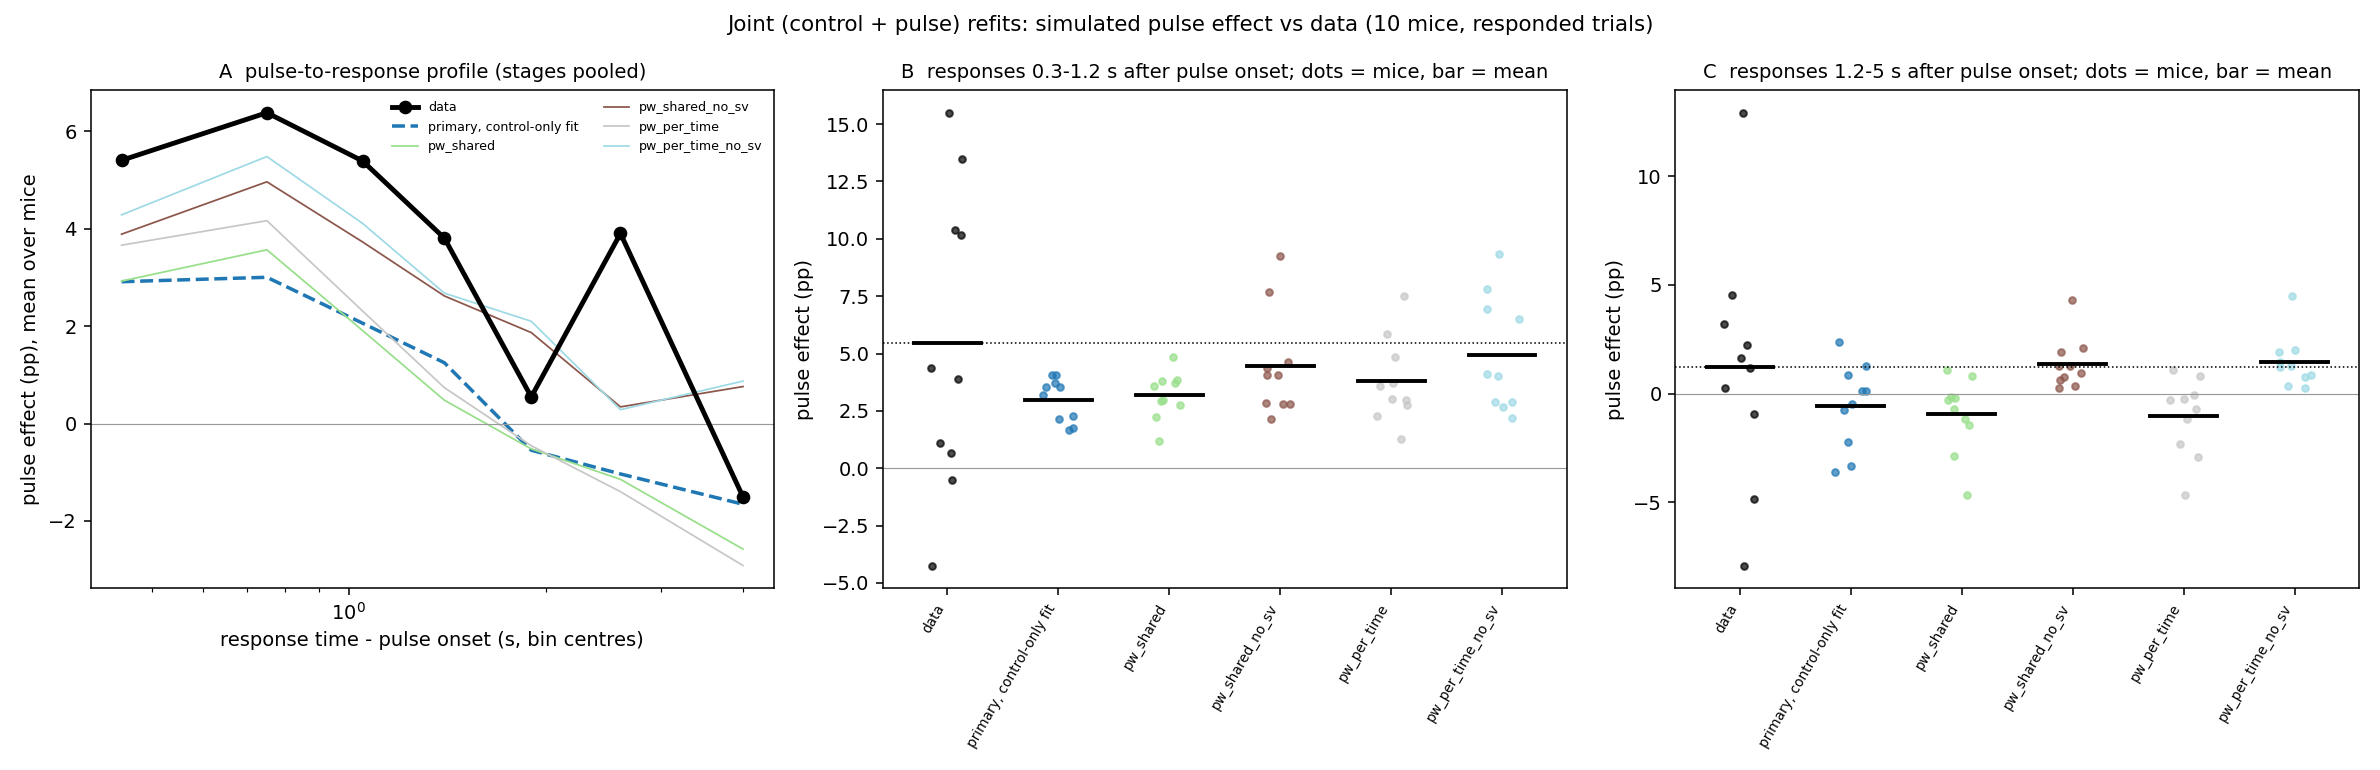 Joint (control + pulse) refits: simulated pulse effect vs data (10 mice, responded trials)
A  pulse-to-response profile (stages pooled)
pulse effect (pp), mean over mice
6
4
2
0
−2
data
primary, control-only fit
pw_shared
pw_shared_no_sv
pw_per_time
pw_per_time_no_sv
10⁰
response time - pulse onset (s, bin centres)
B  responses 0.3-1.2 s after pulse onset; dots = mice, bar = mean
pulse effect (pp)
15.0
12.5
10.0
7.5
5.0
2.5
0.0
−2.5
−5.0
data
primary, control-only fit
pw_shared
pw_shared_no_sv
pw_per_time
pw_per_time_no_sv
C  responses 1.2-5 s after pulse onset; dots = mice, bar = mean
pulse effect (pp)
10
5
0
−5
data
primary, control-only fit
pw_shared
pw_shared_no_sv
pw_per_time
pw_per_time_no_sv